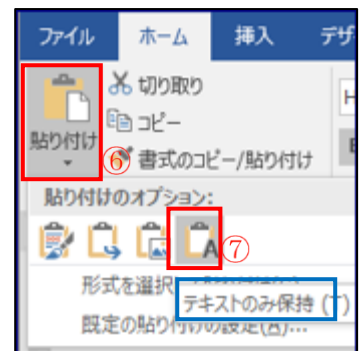 ファイル ホーム 挿入 デザ
切り取り
コピー
貼り付け ⑥ 書式のコピー/貼り付け
貼り付けのオプション:
⑦
形式を選択
テキストのみ保持 (T)
既定の貼り付けの設定(A)...